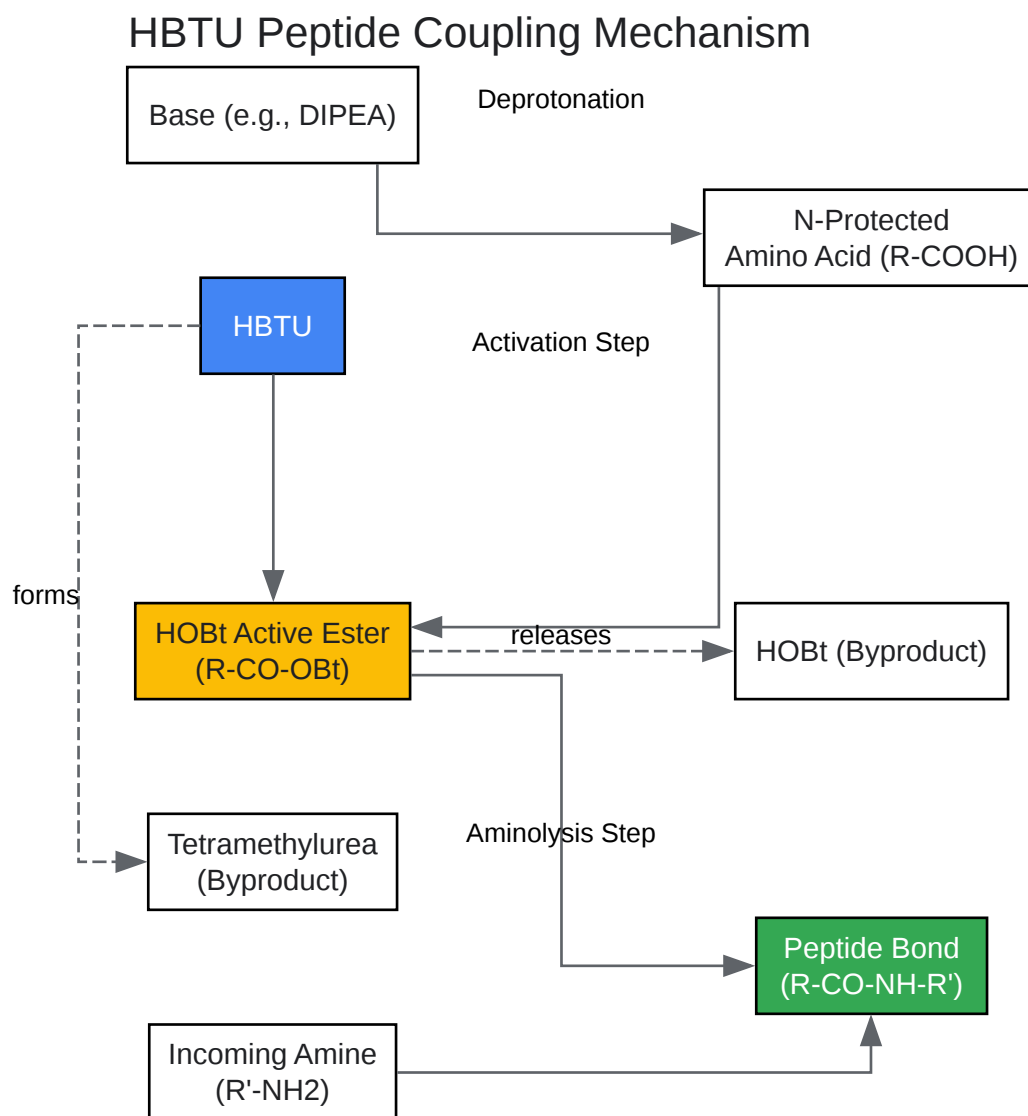 HBTU Peptide Coupling Mechanism
Base (e.g., DIPEA)
Deprotonation
N-Protected
Amino Acid (R-COOH)
HBTU
Activation Step
forms
HOBt Active Ester
(R-CO-OBt)
releases
HOBt (Byproduct)
Tetramethylurea
(Byproduct)
Aminolysis Step
Peptide Bond
(R-CO-NH-R')
Incoming Amine
(R'-NH2)